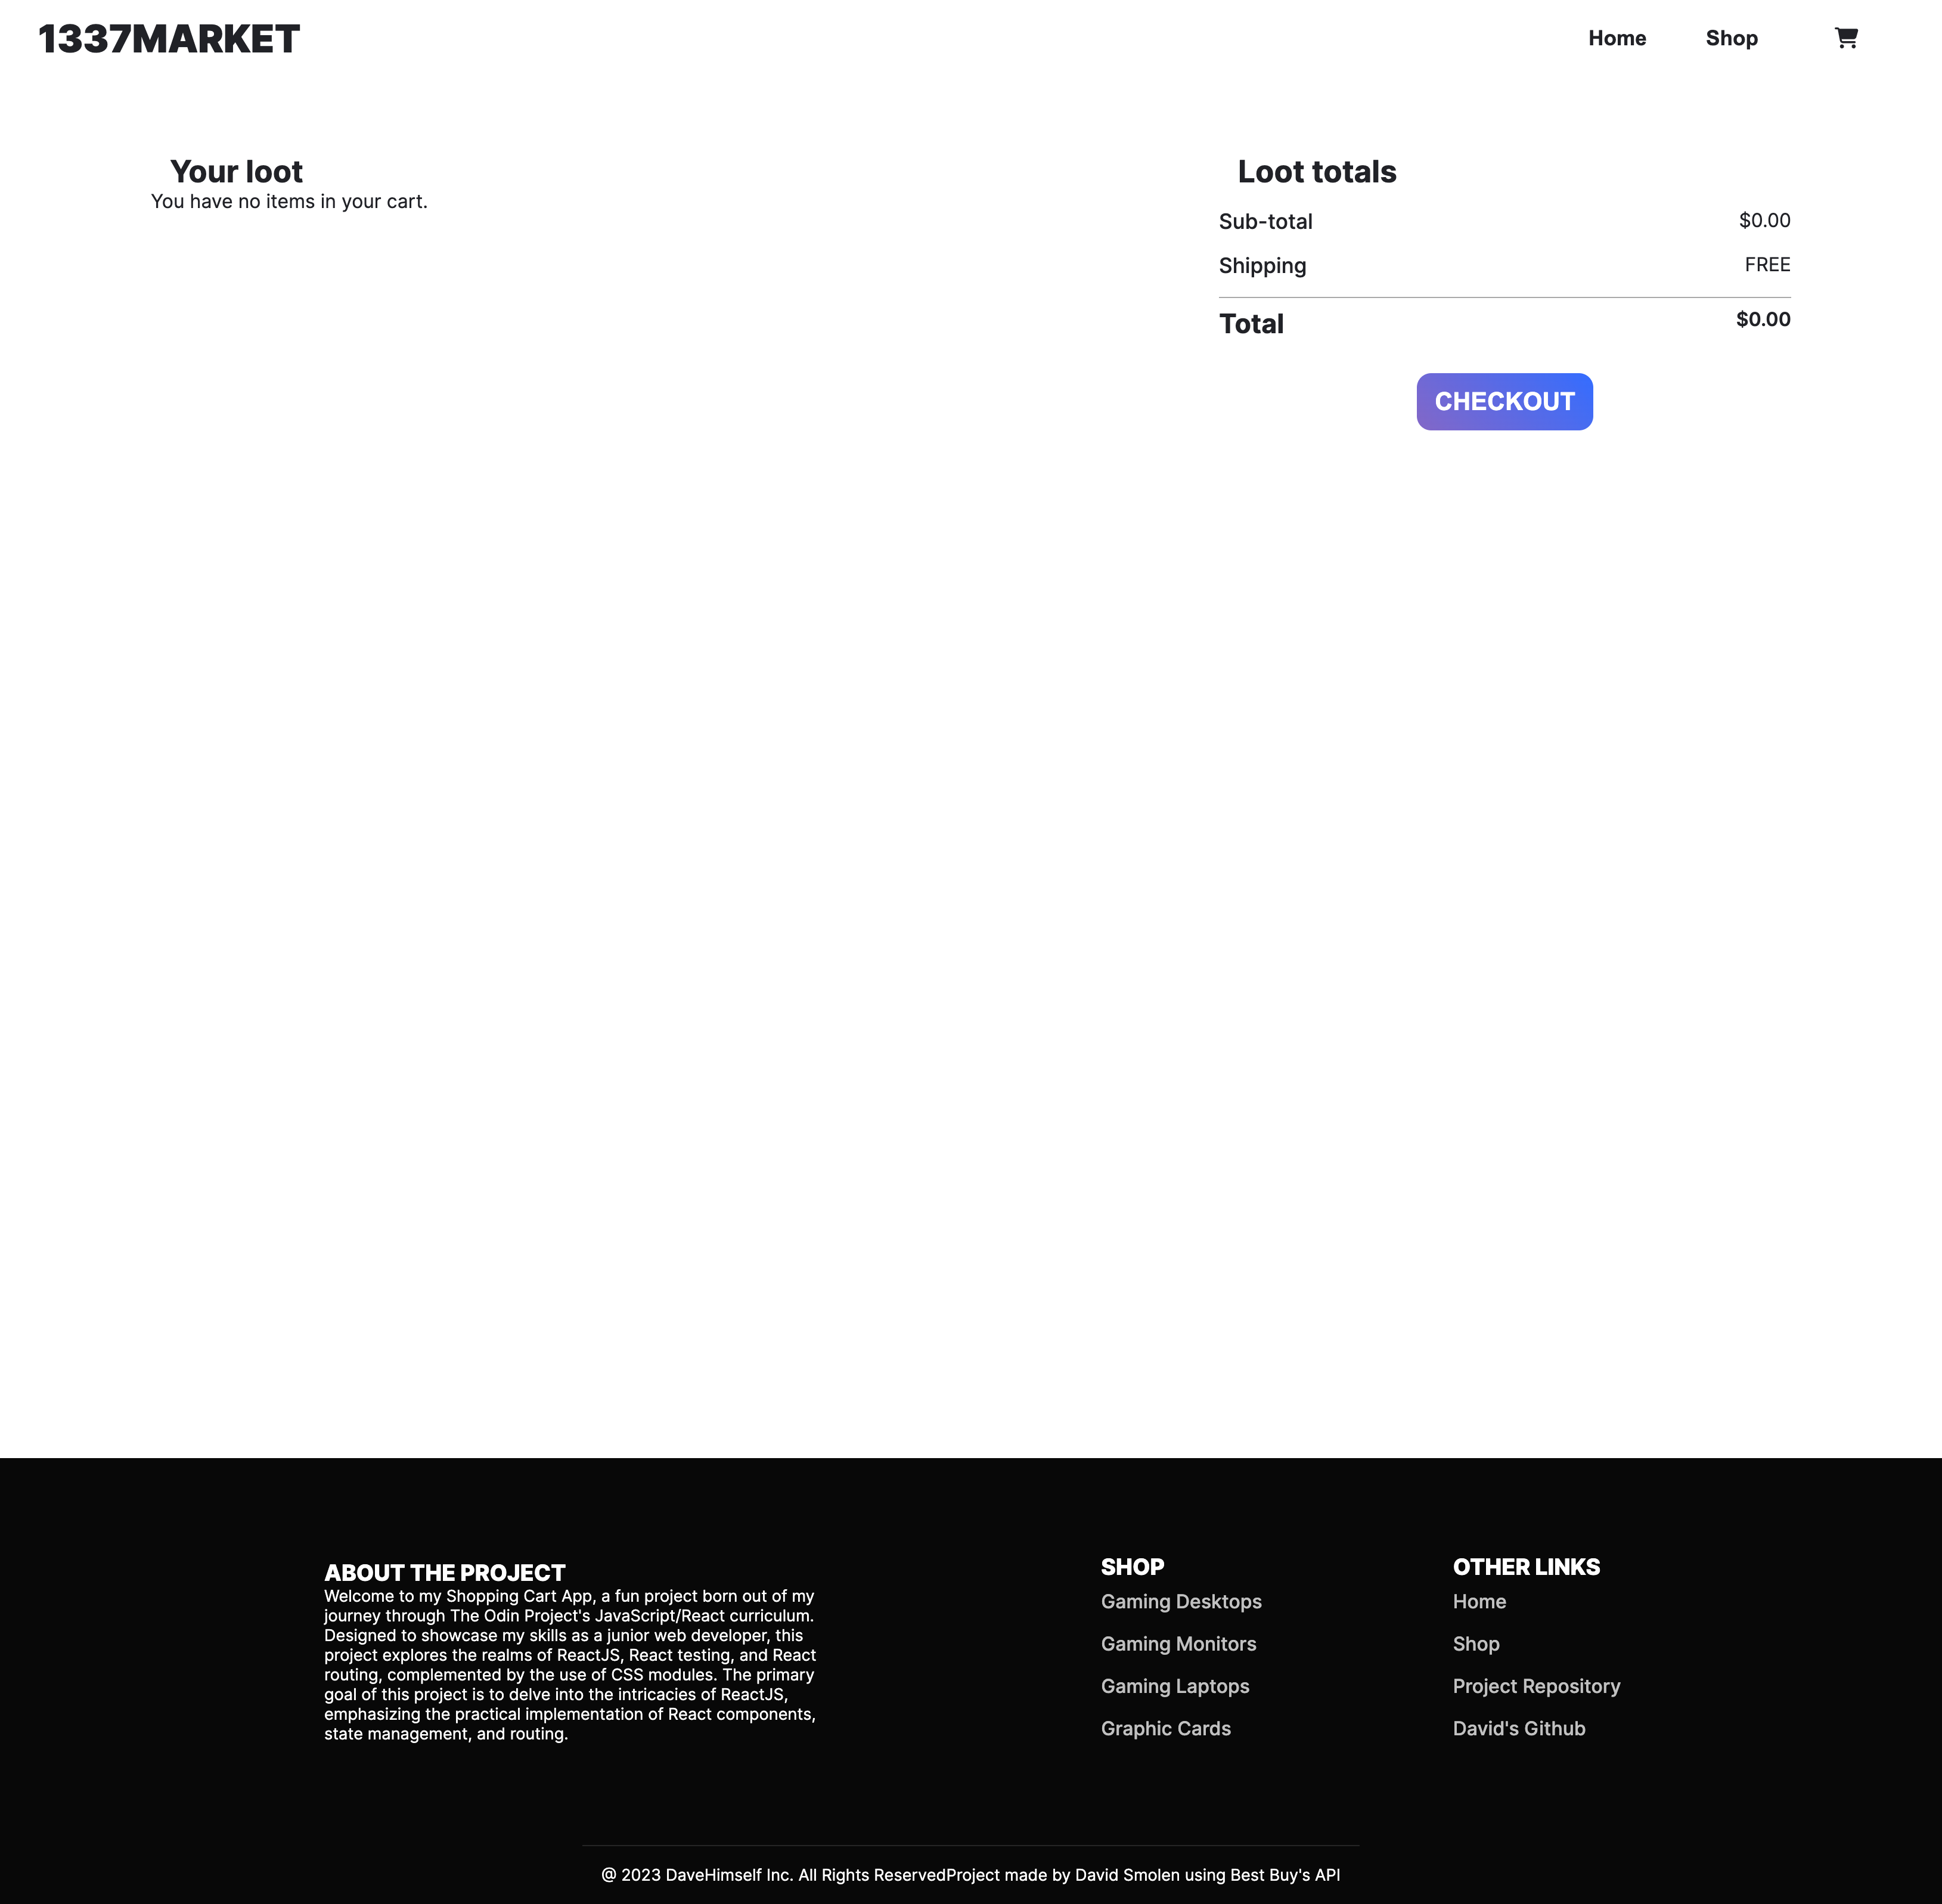 1337MARKET
Home
Shop
Your loot
You have no items in your cart.
Loot totals
Sub-total
$0.00
Shipping
FREE
Total
$0.00
CHECKOUT
ABOUT THE PROJECT
Welcome to my Shopping Cart App, a fun project born out of my
journey through The Odin Project's JavaScript/React curriculum.
Designed to showcase my skills as a junior web developer, this
project explores the realms of ReactJS, React testing, and React
routing, complemented by the use of CSS modules. The primary
goal of this project is to delve into the intricacies of ReactJS,
emphasizing the practical implementation of React components,
state management, and routing.
SHOP
Gaming Desktops
Gaming Monitors
Gaming Laptops
Graphic Cards
OTHER LINKS
Home
Shop
Project Repository
David's Github
@ 2023 DaveHimself Inc. All Rights ReservedProject made by David Smolen using Best Buy's API